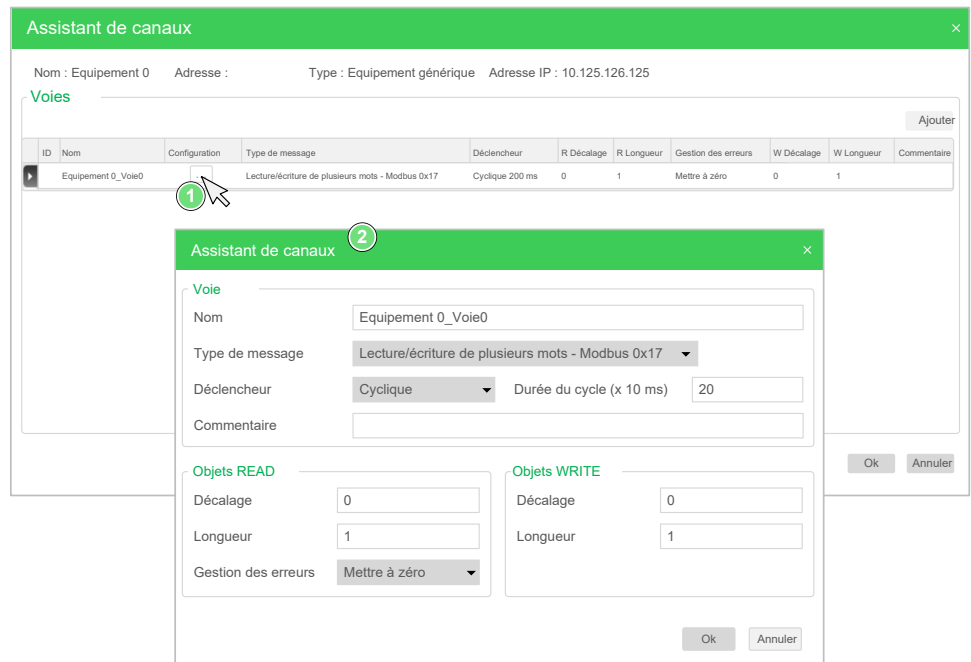 Assistant de canaux ×
Nom : Equipement 0 Adresse : Type : Equipement générique Adresse IP : 10.125.126.125
Voies
Ajouter
ID Nom Configuration Type de message Déclencheur R Décalage R Longueur Gestion des erreurs W Décalage W Longueur Commentaire
Equipement 0_Voie0 Lecture/écriture de plusieurs mots - Modbus 0x17 Cyclique 200 ms 0 1 Mettre à zéro 0 1
1
2
Assistant de canaux ×
Voie
Nom Equipement 0_Voie0
Type de message Lecture/écriture de plusieurs mots - Modbus 0x17
Déclencheur Cyclique Durée du cycle (x 10 ms) 20
Commentaire
Ok Annuler
Objets READ Objets WRITE
Décalage 0 Décalage 0
Longueur 1 Longueur 1
Gestion des erreurs Mettre à zéro
Ok Annuler